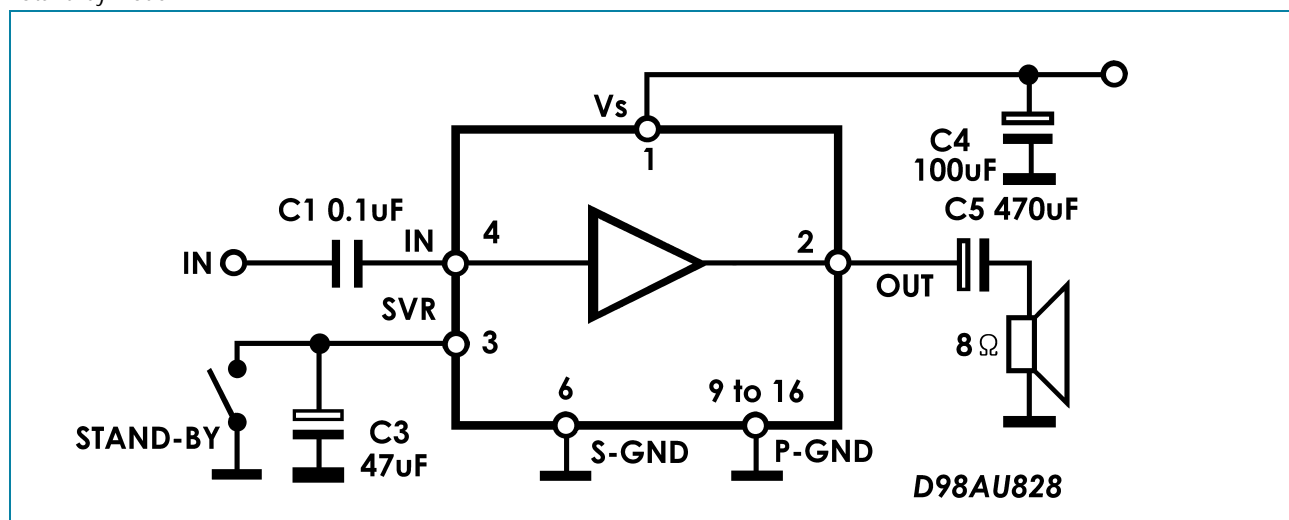 Vs
1
C4
100uF
C1 0.1uF
C5 470uF
IN
4
2
IN
OUT
SVR
3
8 Ω
6
9 to 16
STAND-BY
C3
47uF
S-GND
P-GND
D98AU828